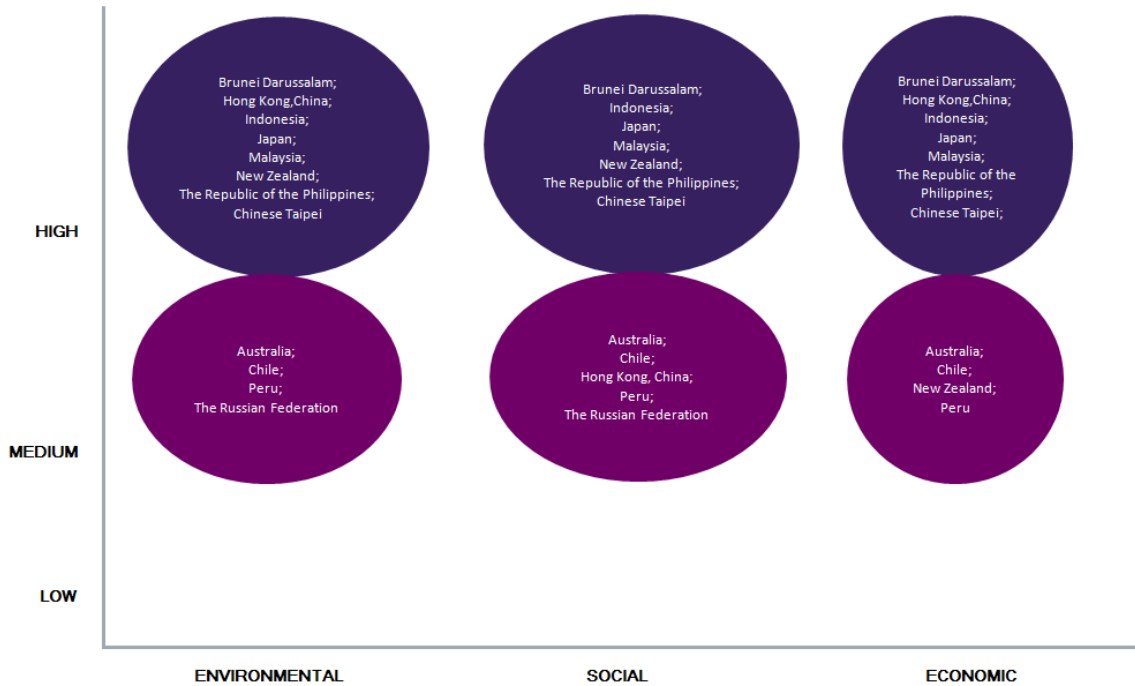 Brunei Darussalam;
Hong Kong,China;
Indonesia;
Japan;
Malaysia;
New Zealand;
The Republic of the Philippines;
Chinese Taipei
Brunei Darussalam;
Indonesia;
Japan;
Malaysia;
New Zealand;
The Republic of the Philippines;
Chinese Taipei
Brunei Darussalam;
Hong Kong,China;
Indonesia;
Japan;
Malaysia;
The Republic of the
Philippines;
Chinese Taipei;
HIGH
Australia;
Chile;
Peru;
The Russian Federation
Australia;
Chile;
Hong Kong, China;
Peru;
The Russian Federation
Australia;
Chile;
New Zealand;
Peru
MEDIUM
LOW
ENVIRONMENTAL
SOCIAL
ECONOMIC